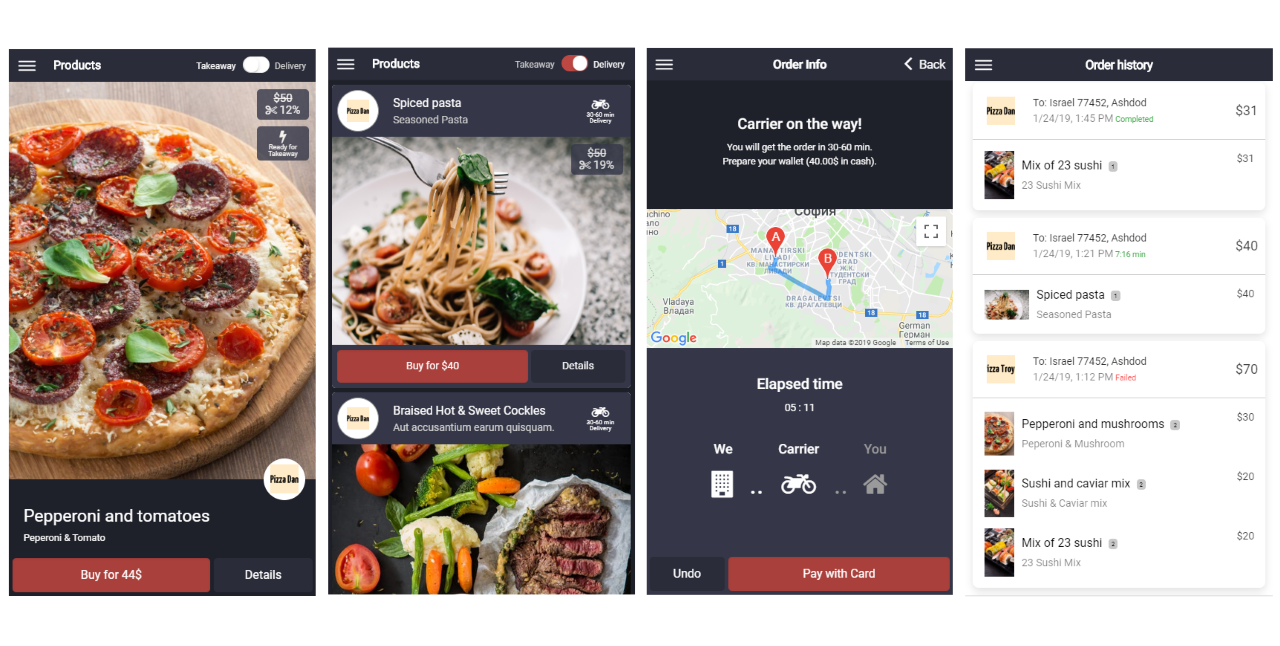 Products
Takeaway
Delivery
$50
12%
Ready for
Takeaway
Pizza Dan
Pepperoni and tomatoes
Peperoni & Tomato
Buy for 44$
Details
Products
Takeaway
Delivery
Pizza Dan
Spiced pasta
Seasoned Pasta
30-60 min
Delivery
$50
19%
Buy for $40
Details
Pizza Dan
Braised Hot & Sweet Cockles
Aut accusantium earum quisquam.
30-60 min
Delivery
Order Info
Back
Carrier on the way!
You will get the order in 30-60 min.
Prepare your wallet (40.00$ in cash).
София
18
A
B
MANASTIRSKI
LIVADI
КВ. МАНАСТИРСКИ
ЛИВАДИ
1
DENTSKI
GRAD
Ж.К.
СТУДЕНТСКИ
ГРАД
Vladaya
Владая
DRAGALEVTSI
КВ. ДРАГАЛЕВЦИ
18
18
German
Герман
Google
Map data ©2019 Google
Terms of Use
Elapsed time
05 : 11
We
Carrier
You
Undo
Pay with Card
Order history
Pizza Dan
To: Israel 77452, Ashdod
1/24/19, 1:45 PM Completed
$31
Mix of 23 sushi 1
23 Sushi Mix
$31
Pizza Dan
To: Israel 77452, Ashdod
1/24/19, 1:21 PM 7:16 min
$40
Spiced pasta 1
Seasoned Pasta
$40
izza Troy
To: Israel 77452, Ashdod
1/24/19, 1:12 PM Failed
$70
Pepperoni and mushrooms 2
Peperoni & Mushroom
$30
Sushi and caviar mix 2
Sushi & Caviar mix
$20
Mix of 23 sushi 2
23 Sushi Mix
$20